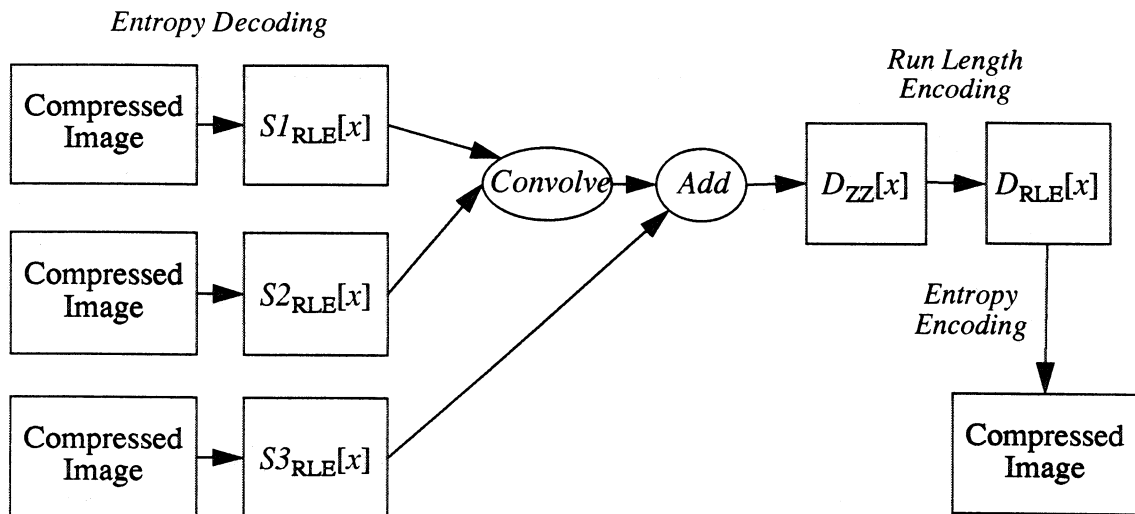 Entropy Decoding
Compressed
Image
S1RLE[x]
Compressed
Image
S2RLE[x]
Compressed
Image
S3RLE[x]
Convolve
Add
DZZ[x]
Run Length
Encoding
DRLE[x]
Entropy
Encoding
Compressed
Image